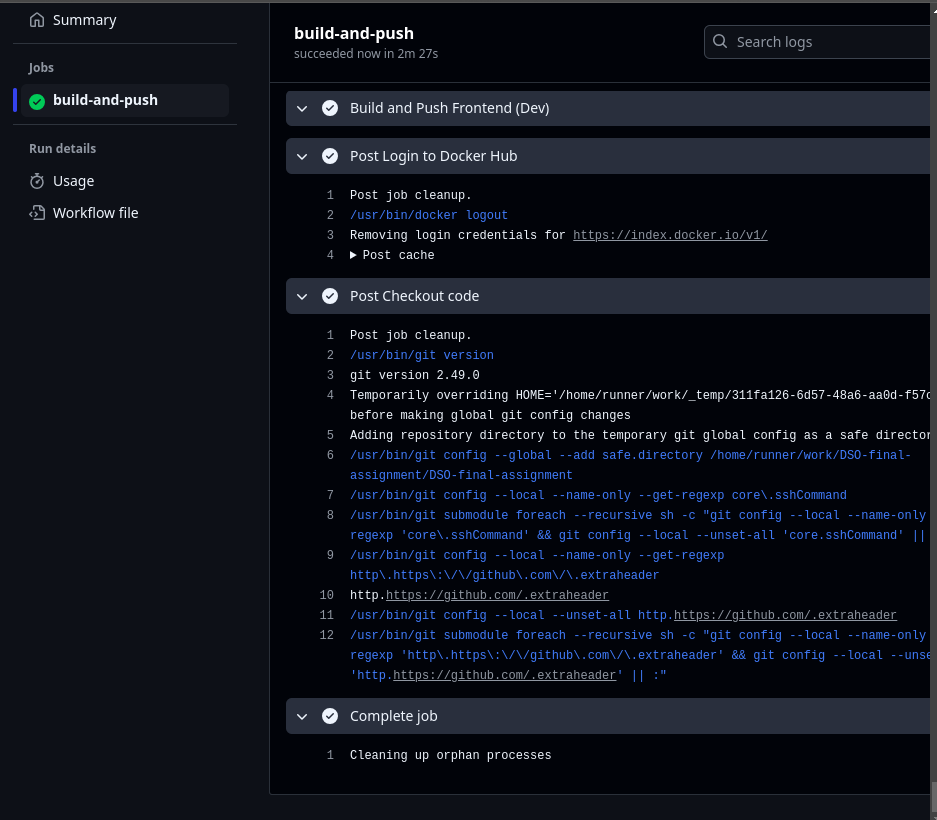 Summary
Jobs
build-and-push
Run details
Usage
Workflow file
build-and-push
succeeded now in 2m 27s
Search logs
Build and Push Frontend (Dev)
Post Login to Docker Hub
1 Post job cleanup.
2 /usr/bin/docker logout
3 Removing login credentials for https://index.docker.io/v1/
4 ▶ Post cache
Post Checkout code
1 Post job cleanup.
2 /usr/bin/git version
3 git version 2.49.0
4 Temporarily overriding HOME='/home/runner/work/_temp/311fa126-6d57-48a6-aa0d-f57
before making global git config changes
5 Adding repository directory to the temporary git global config as a safe director
6 /usr/bin/git config --global --add safe.directory /home/runner/work/DSO-final-
assignment/DSO-final-assignment
7 /usr/bin/git config --local --name-only --get-regexp core\.sshCommand
8 /usr/bin/git submodule foreach --recursive sh -c "git config --local --name-only
regexp 'core\.sshCommand' && git config --local --unset-all 'core.sshCommand' ||
9 /usr/bin/git config --local --name-only --get-regexp
http\.https\:\/\/github\.com\/\.extraheader
10 http.https://github.com/.extraheader
11 /usr/bin/git config --local --unset-all http.https://github.com/.extraheader
12 /usr/bin/git submodule foreach --recursive sh -c "git config --local --name-only
regexp 'http\.https\:\/\/github\.com\/\.extraheader' && git config --local --unse
'http.https://github.com/.extraheader' || :"
Complete job
1 Cleaning up orphan processes